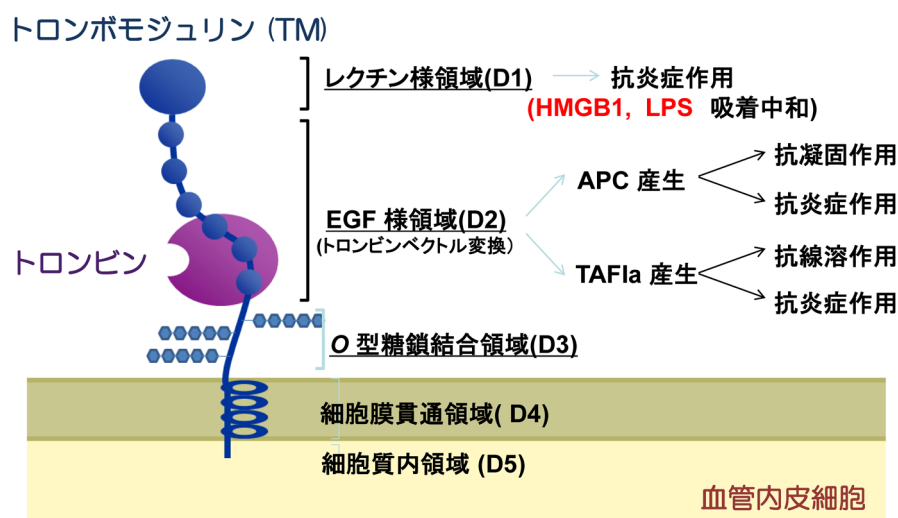 トロンボモジュリン (TM)
レクチン様領域(D1)
抗炎症作用
(HMGB1, LPS 吸着中和)
抗凝固作用
APC 産生
抗炎症作用
EGF 様領域(D2)
(トロンビンベクトル変換)
トロンビン
抗線溶作用
TAFIa 産生
抗炎症作用
O 型糖鎖結合領域(D3)
細胞膜貫通領域( D4)
細胞質内領域 (D5)
血管内皮細胞